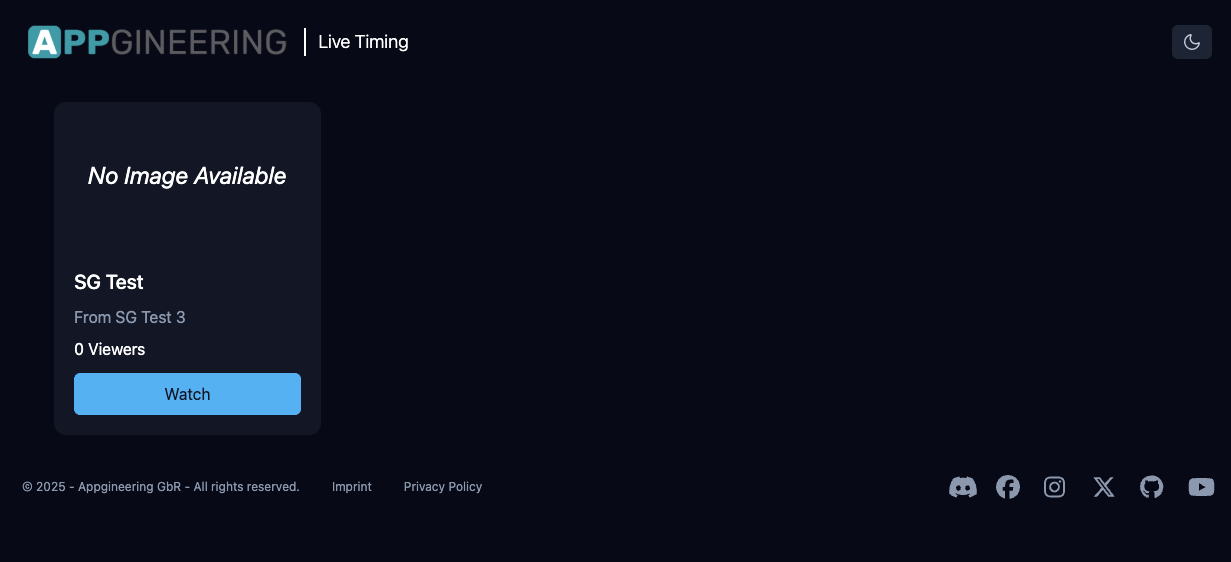 APPGINEERING | Live Timing
No Image Available
SG Test
From SG Test 3
0 Viewers
Watch
© 2025 - Appgineering GbR - All rights reserved. Imprint Privacy Policy